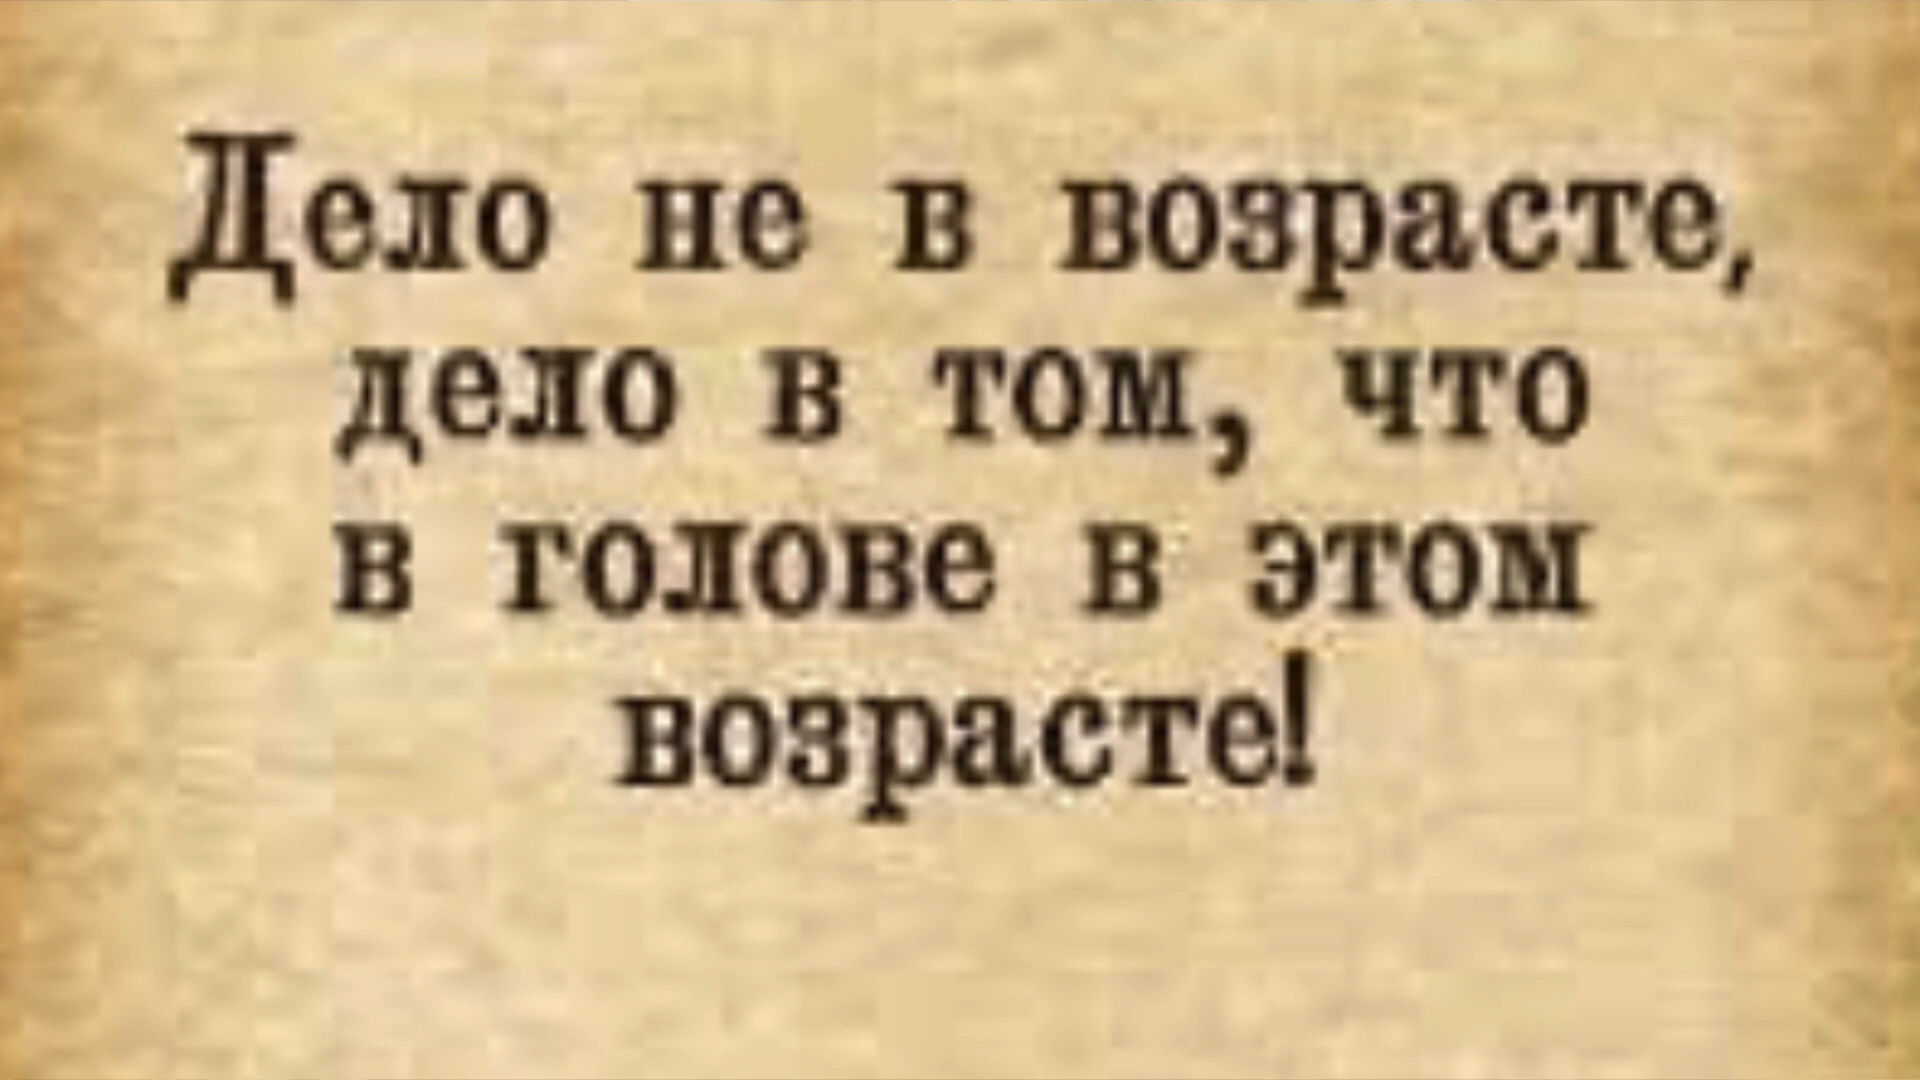 Дело не в возрасте,
дело в том, что
в голове в этом
возрасте!